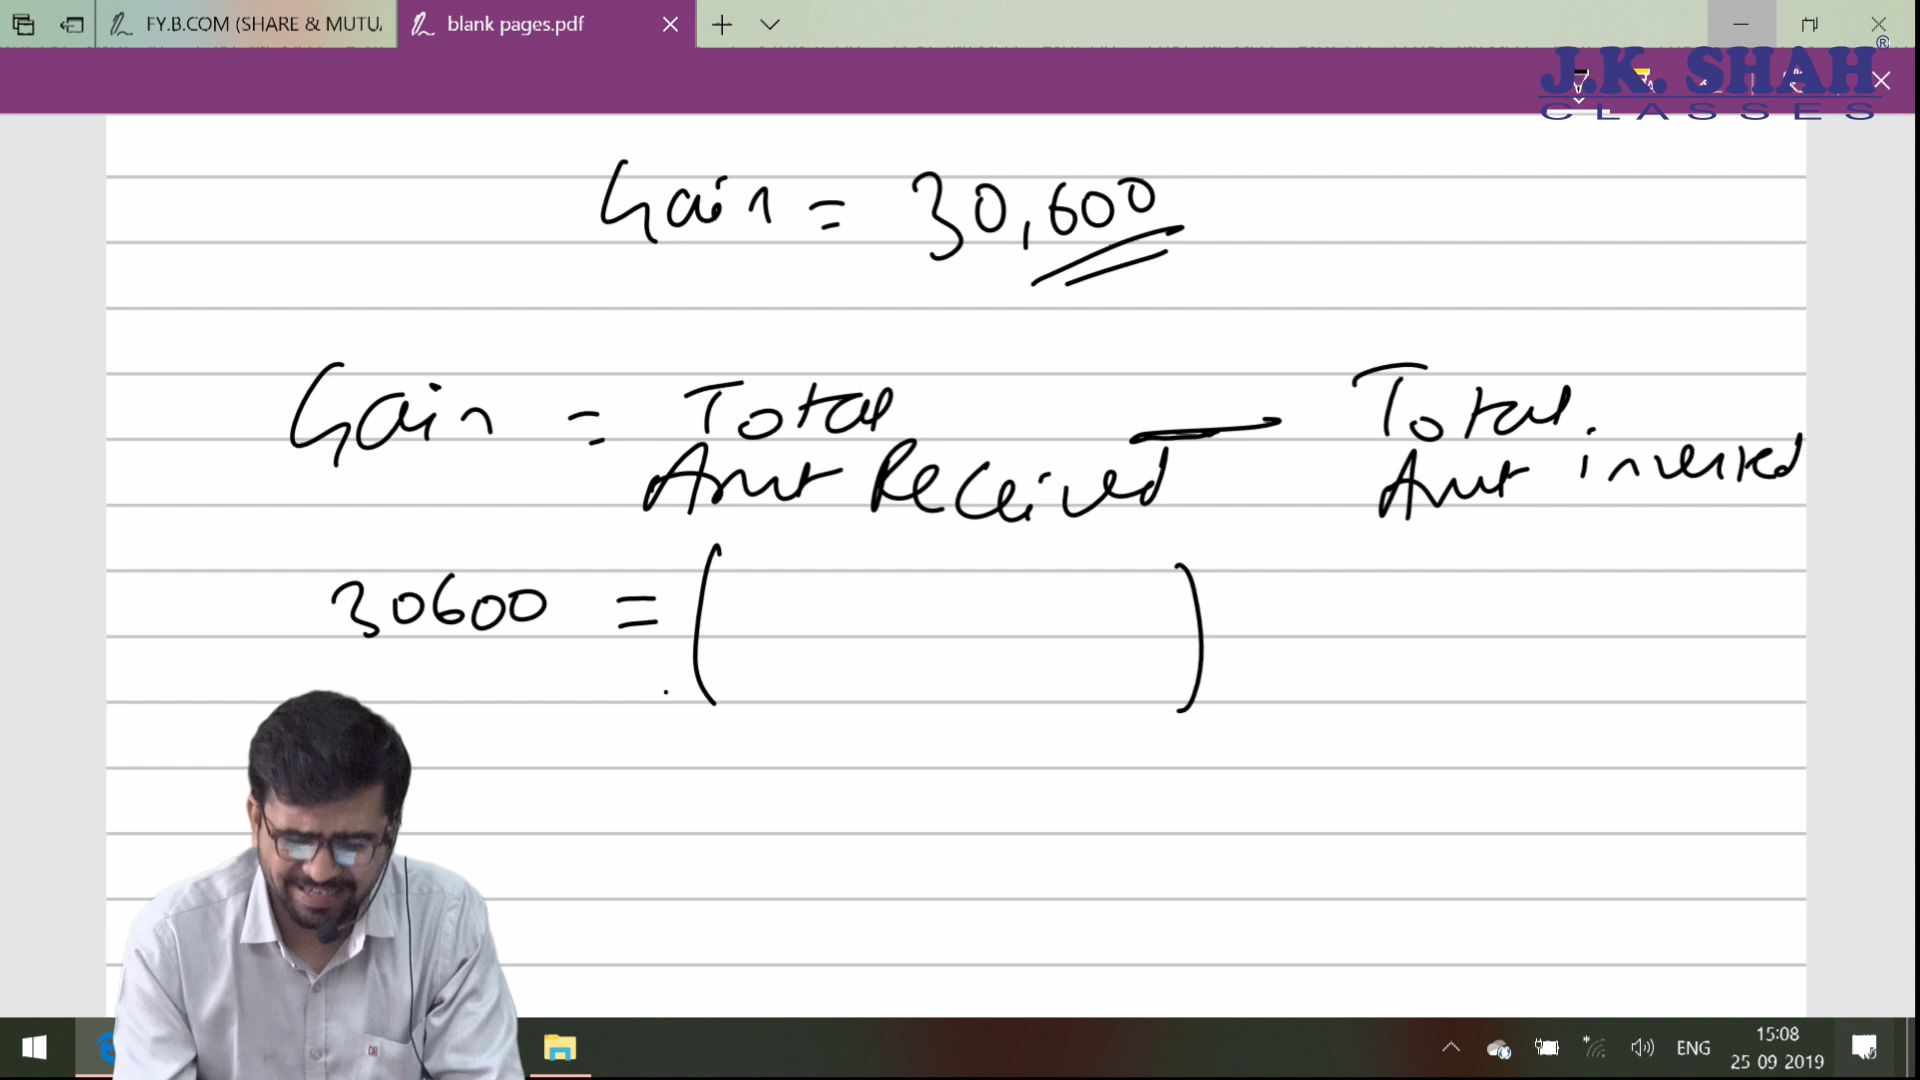 FY.B.COM (SHARE & MUTU
blank pages.pdf
J.K. SHAH®
CLASSES
Gain = 30,600
Gain = Total Amt Received — Total. Amt invested
30600 = ( )
ENG
15:08
25 09 2019